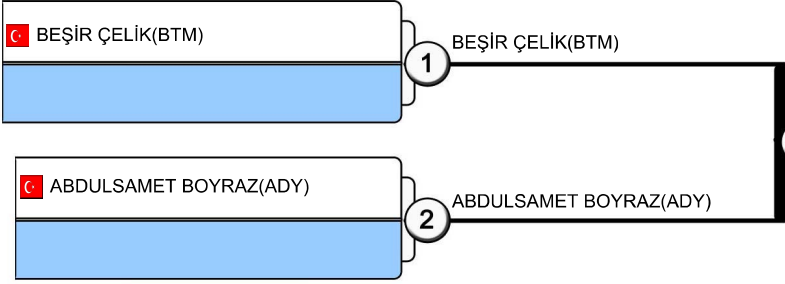 BEŞİR ÇELİK(BTM)
1
BEŞİR ÇELİK(BTM)
ABDULSAMET BOYRAZ(ADY)
2
ABDULSAMET BOYRAZ(ADY)